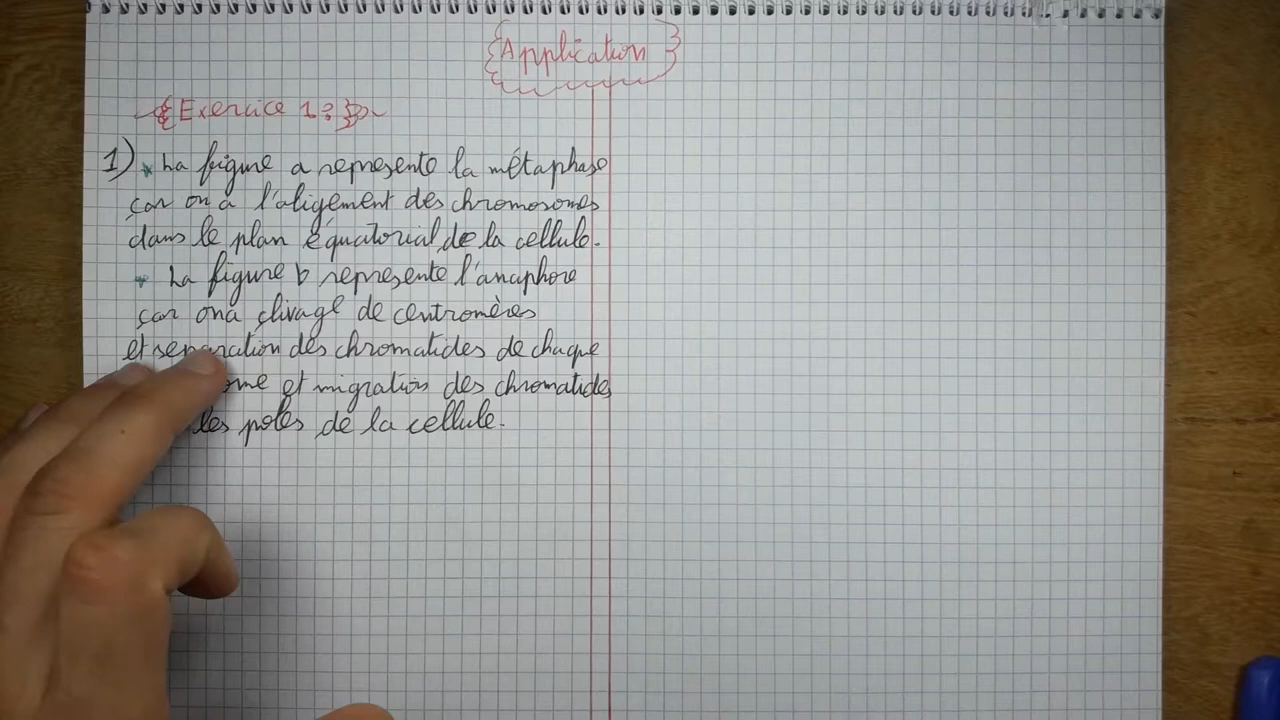 Application
Exercice 1:
1) * La figure a represente la métaphase
car on a l'aligement des chromosomes
dans le plan équatorial de la cellule.
* La figure b represente l'anaphase
car on a clivage de centromères
et separation des chromatides de chaque
ome et migration des chromatides
les poles de la cellule.